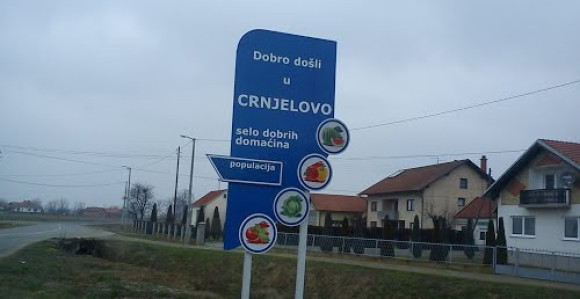 Dobro došli
u
CRNJELOVO
selo dobrih
domaćina
populacija